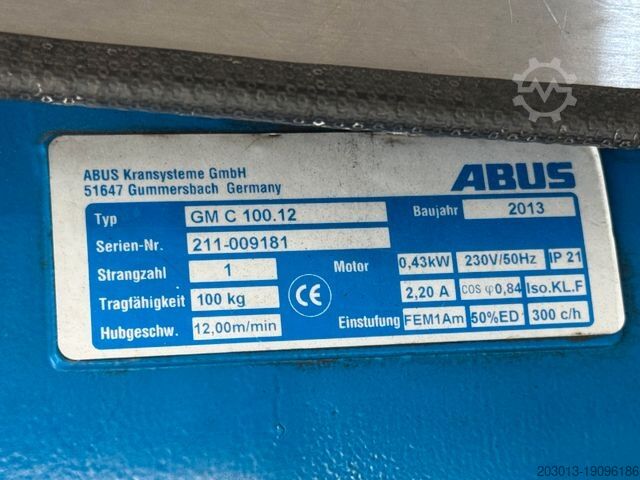 ABUS Kransysteme GmbH
51647 Gummersbach Germany
ABUS
Typ GM C 100.12 Baujahr 2013
Serien-Nr. 211-009181
Strangzahl 1 Motor 0,43kW 230V/50Hz IP 21
Tragfähigkeit 100 kg CE 2,20 A cos φ0,84 Iso.KL.F
Hubgeschw. 12,00m/min Einstufung FEM1Am 50%ED 300 c/h
203013-19096186